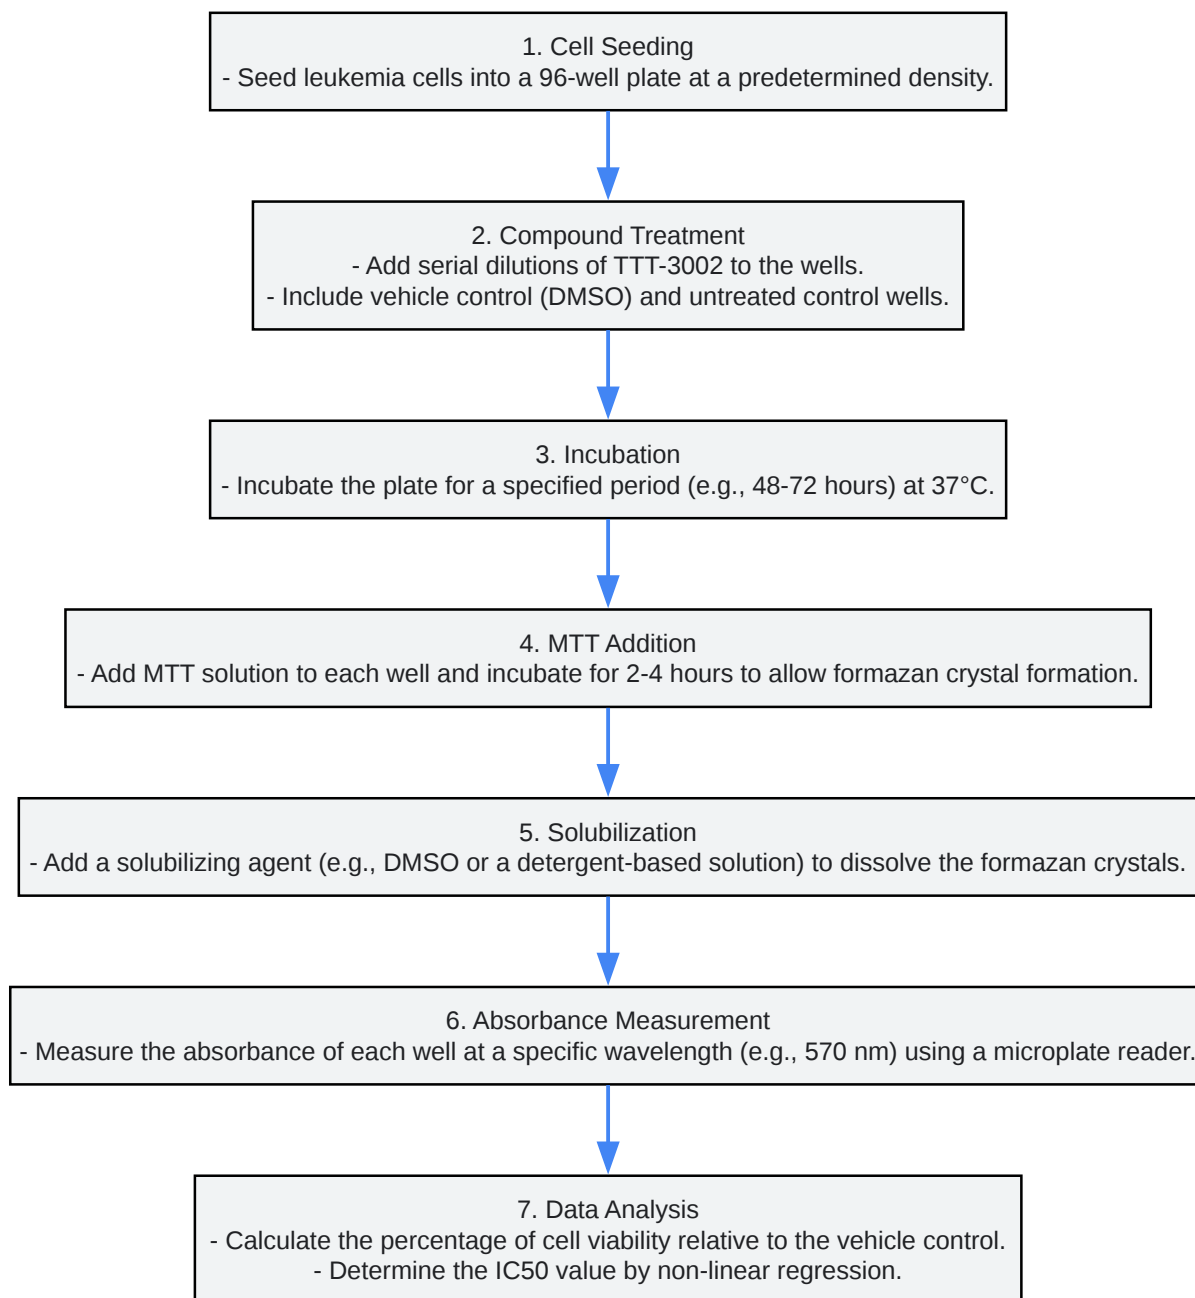 1. Cell Seeding
- Seed leukemia cells into a 96-well plate at a predetermined density.
2. Compound Treatment
- Add serial dilutions of TTT-3002 to the wells.
- Include vehicle control (DMSO) and untreated control wells.
3. Incubation
- Incubate the plate for a specified period (e.g., 48-72 hours) at 37°C.
4. MTT Addition
- Add MTT solution to each well and incubate for 2-4 hours to allow formazan crystal formation.
5. Solubilization
- Add a solubilizing agent (e.g., DMSO or a detergent-based solution) to dissolve the formazan crystals.
6. Absorbance Measurement
- Measure the absorbance of each well at a specific wavelength (e.g., 570 nm) using a microplate reader.
7. Data Analysis
- Calculate the percentage of cell viability relative to the vehicle control.
- Determine the IC50 value by non-linear regression.